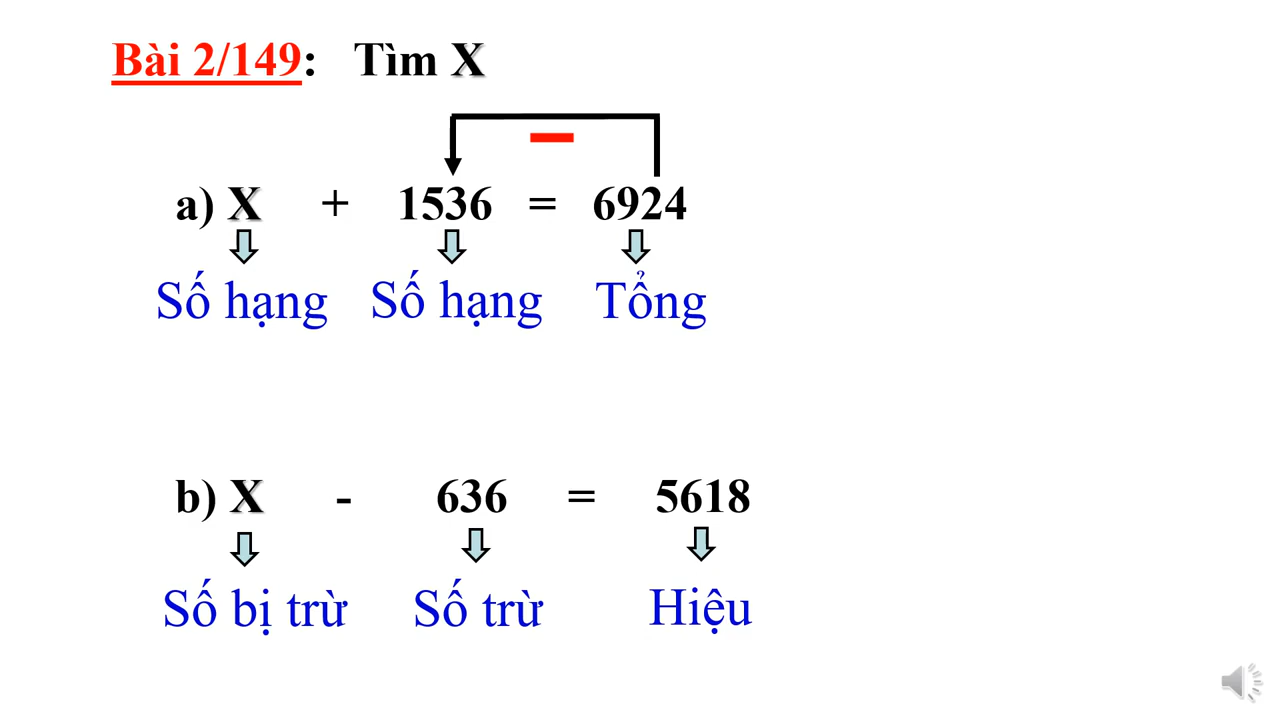 Bài 2/149: Tìm X
a) X + 1536 = 6924
Số hạng Số hạng Tổng
b) X - 636 = 5618
Số bị trừ Số trừ Hiệu